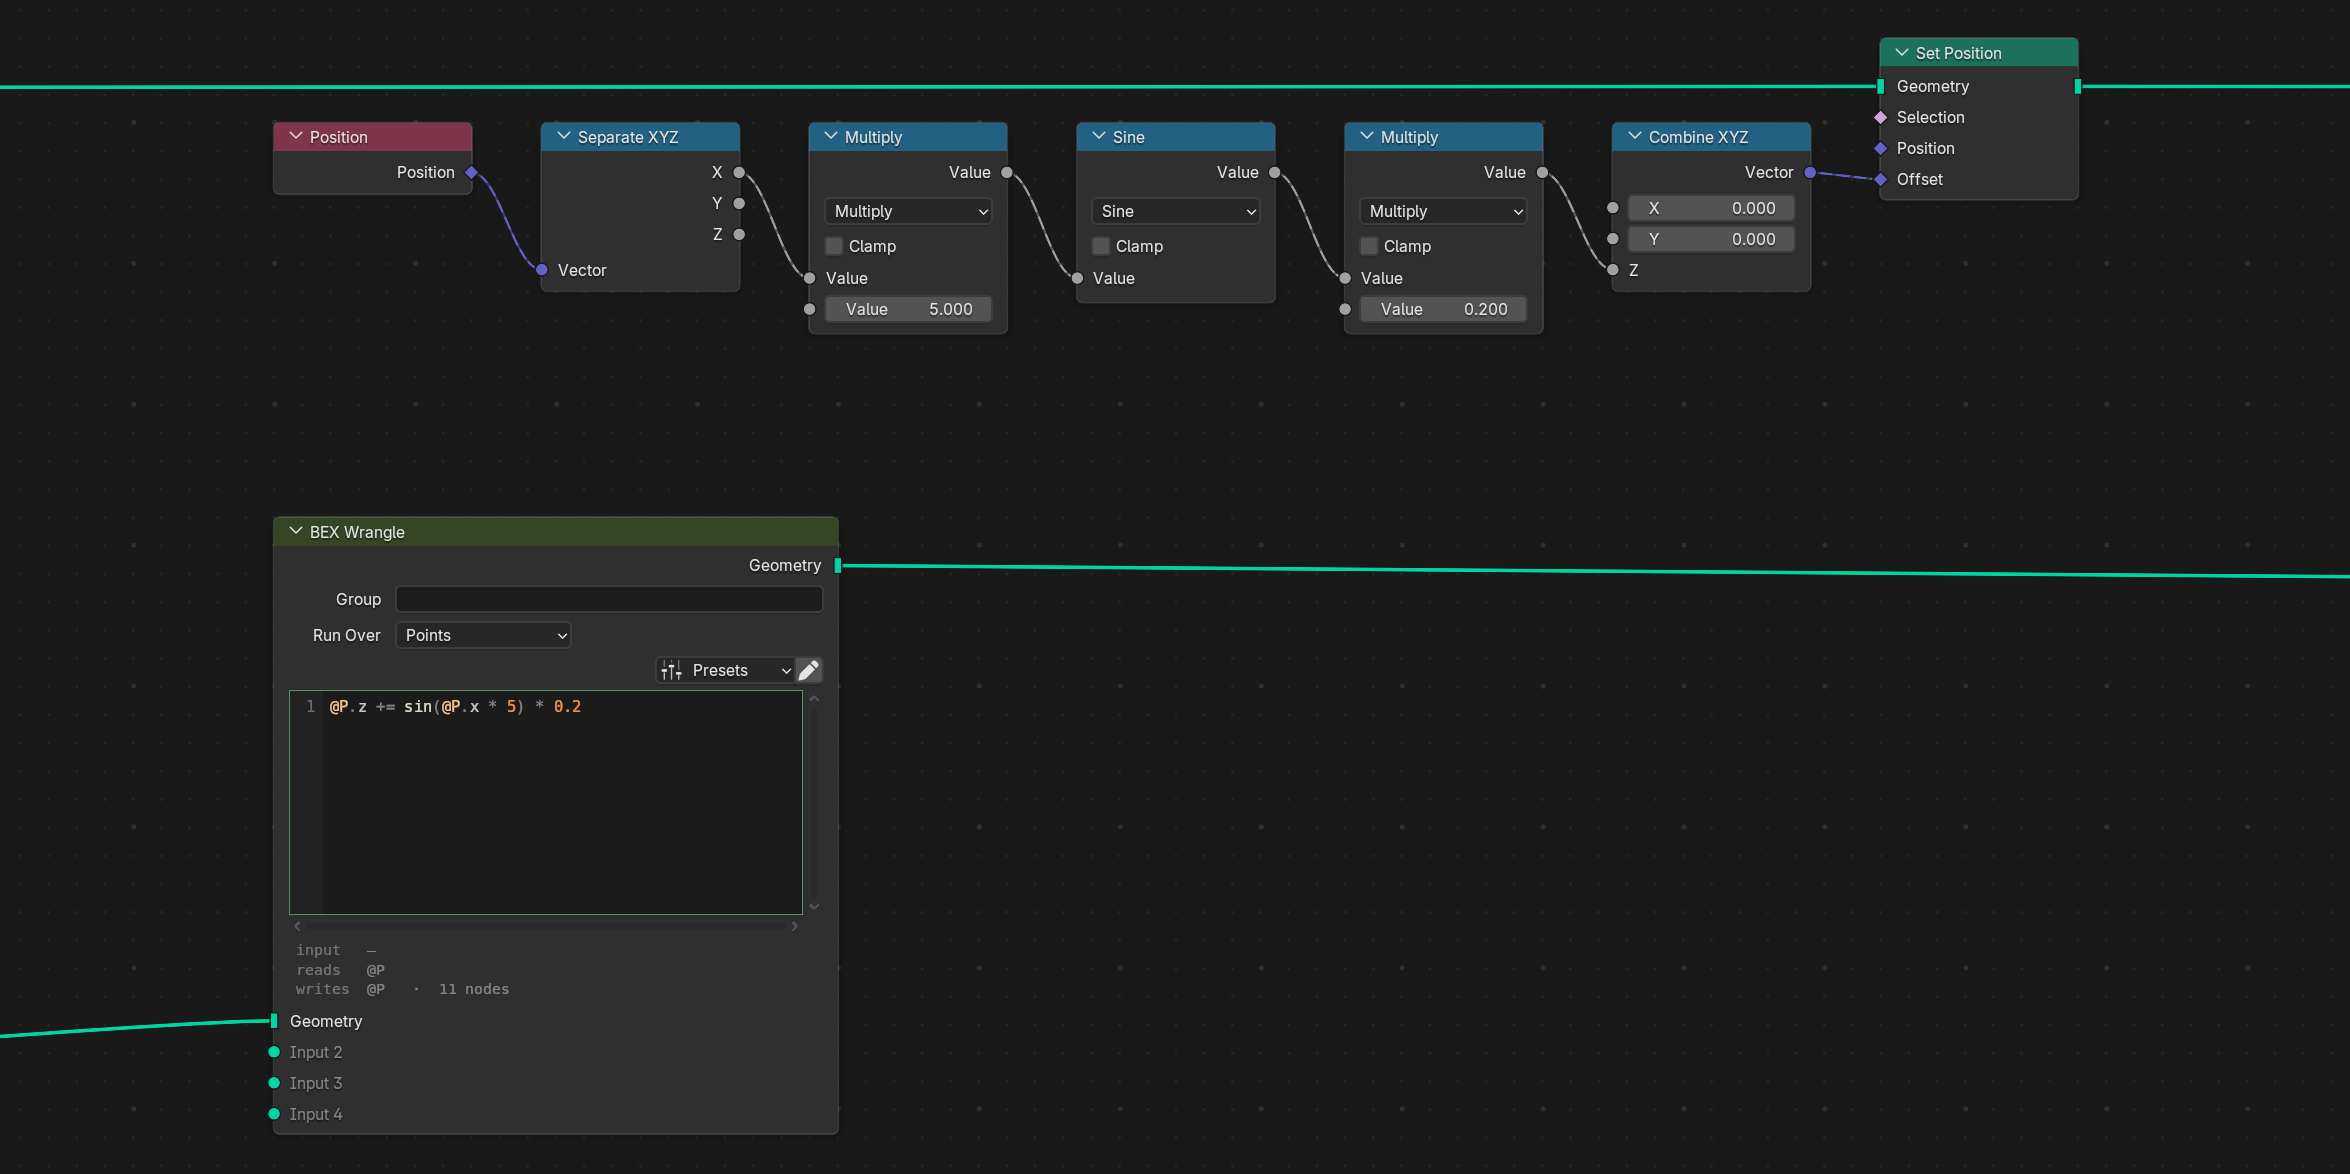 Set Position
Geometry
Selection
Position
Offset
Position
Position
Separate XYZ
X
Y
Z
Vector
Multiply
Value
Multiply
Clamp
Value
Value 5.000
Sine
Value
Sine
Clamp
Value
Multiply
Value
Multiply
Clamp
Value
Value 0.200
Combine XYZ
Vector
X 0.000
Y 0.000
Z
BEX Wrangle
Geometry
Group
Run Over Points
Presets
1 @P.z += sin(@P.x * 5) * 0.2
input –
reads @P
writes @P · 11 nodes
Geometry
Input 2
Input 3
Input 4